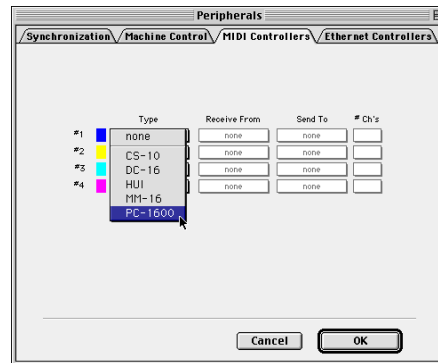 Peripherals
Synchronization Machine Control MIDI Controllers Ethernet Controllers
Type Receive From Send To # Ch's
#1 none none none
#2 CS-10 none none
#3 DC-16 none none
#4 HUI none none
MM-16
PC-1600
Cancel OK